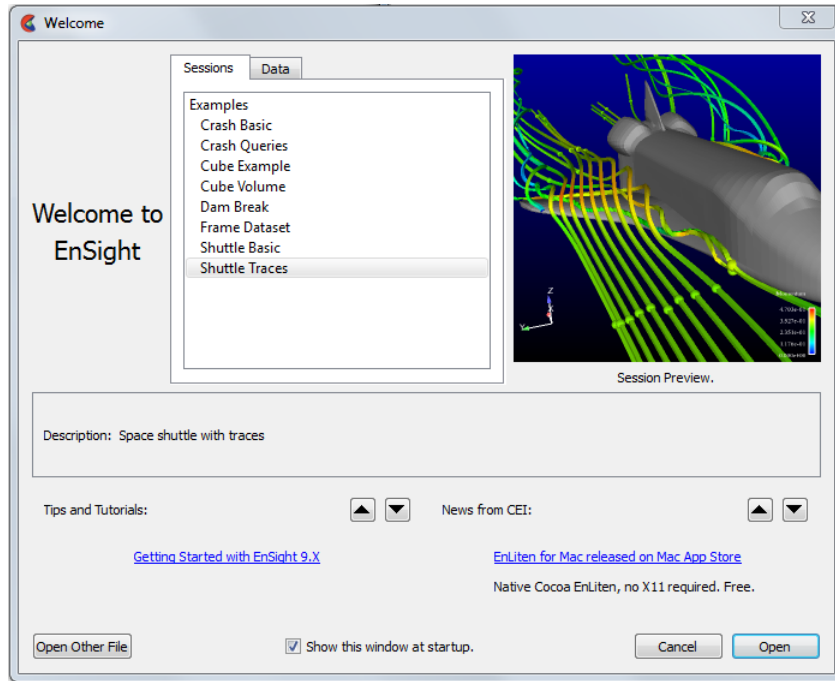 Welcome
Sessions
Data
Welcome to
EnSight
Examples
Crash Basic
Crash Queries
Cube Example
Cube Volume
Dam Break
Frame Dataset
Shuttle Basic
Shuttle Traces
Z
X
Y
Session Preview.
Description: Space shuttle with traces
Tips and Tutorials:
News from CEI:
Getting Started with EnSight 9.X
EnLiten for Mac released on Mac App Store
Native Cocoa EnLiten, no X11 required. Free.
Open Other File
Show this window at startup.
Cancel
Open